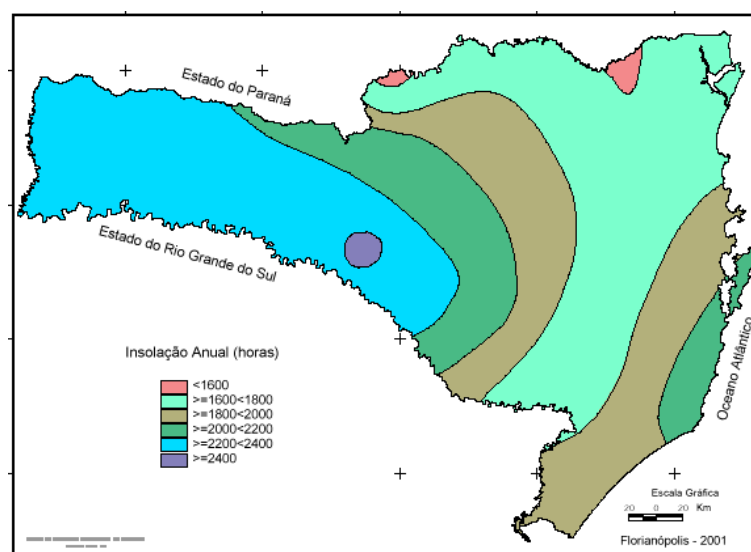 Estado do Paraná
Estado do Rio Grande do Sul
Oceano Atlântico
Insolação Anual (horas)
<1600
>=1600<1800
>=1800<2000
>=2000<2200
>=2200<2400
>=2400
Escala Gráfica
20 0 20 Km
Florianópolis - 2001